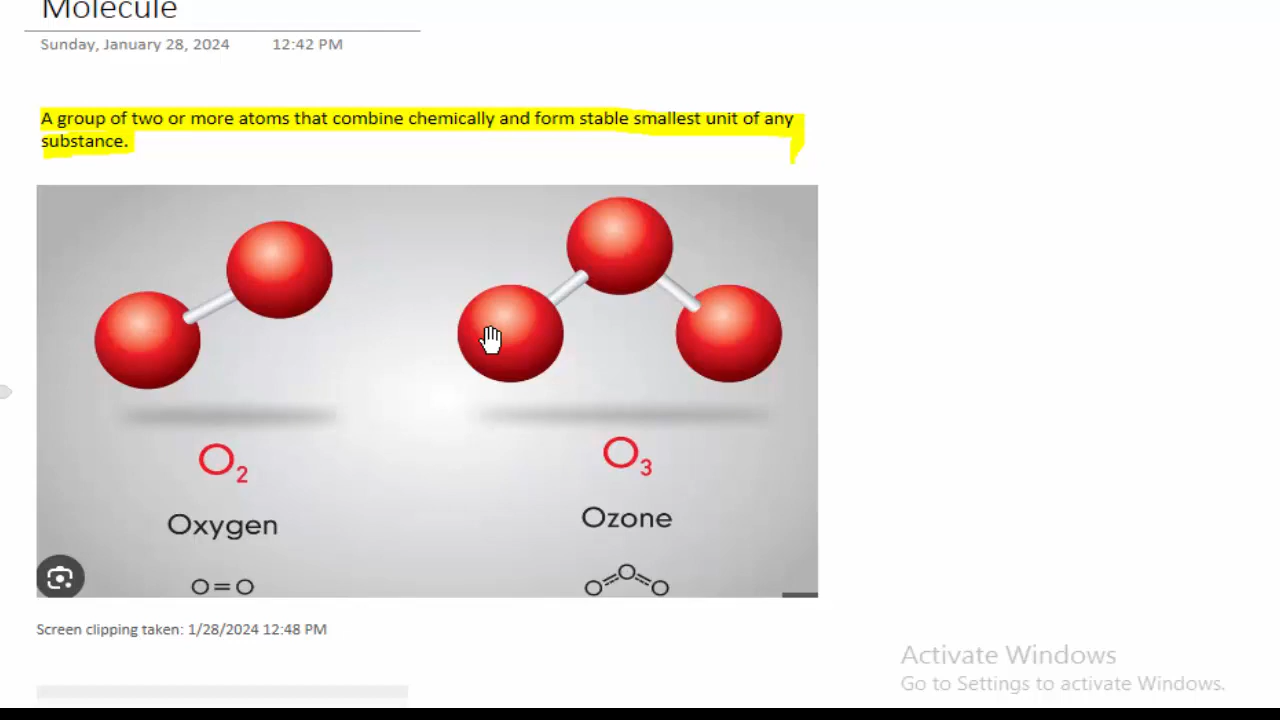 Molecule
Sunday, January 28, 2024 12:42 PM
A group of two or more atoms that combine chemically and form stable smallest unit of any
substance.
O2 O3
Oxygen Ozone
O=O O O O
Screen clipping taken: 1/28/2024 12:48 PM
Activate Windows
Go to Settings to activate Windows.